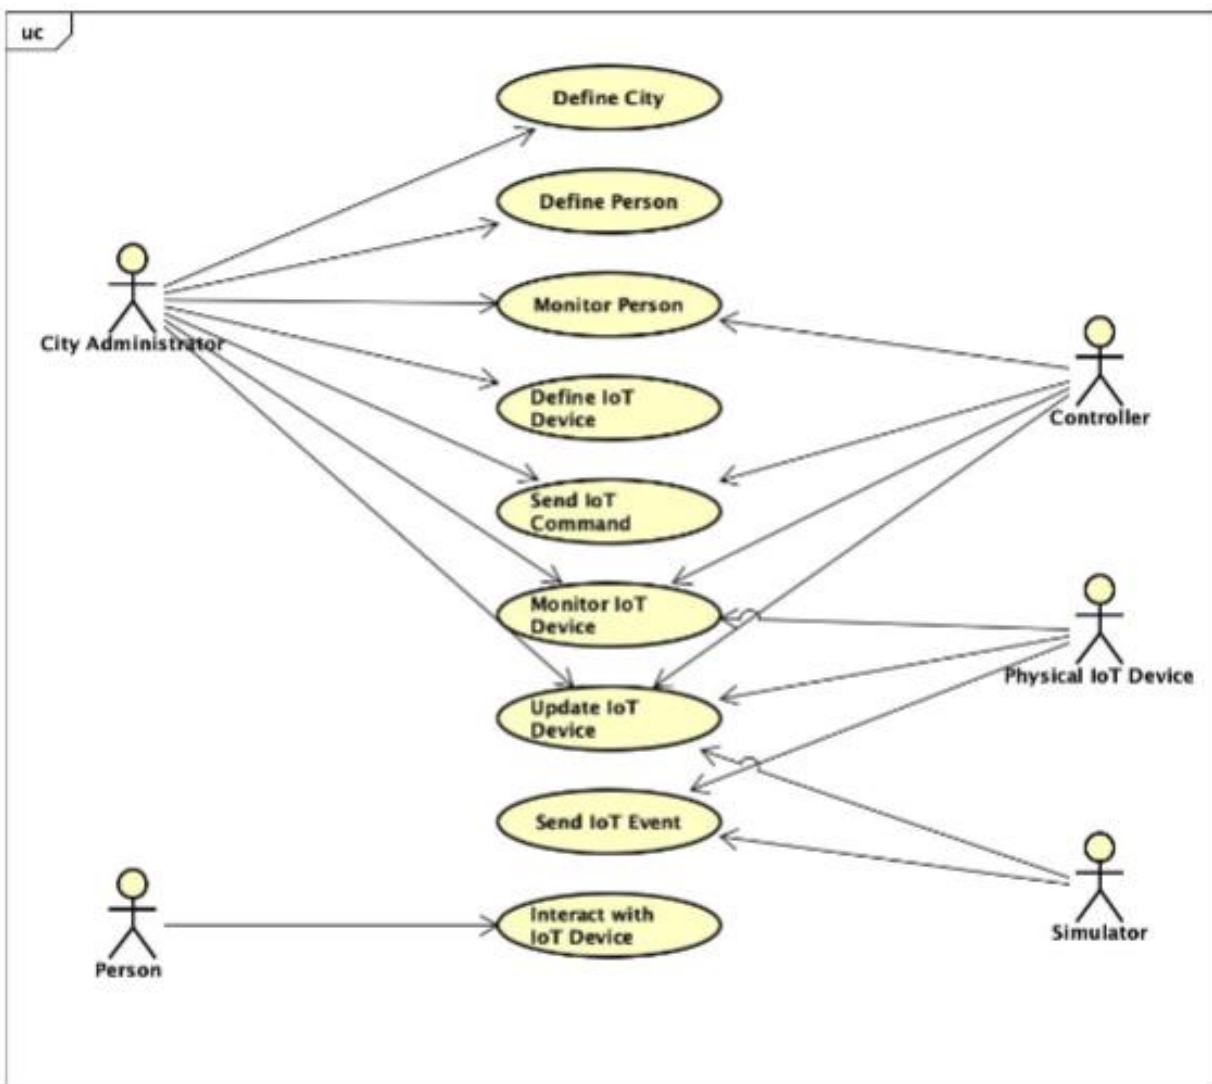 uc
Define City
Define Person
Monitor Person
City Administrator
Controller
Define IoT
Device
Send IoT
Command
Monitor IoT
Device
Physical IoT Device
Update IoT
Device
Send IoT Event
Interact with
IoT Device
Simulator
Person